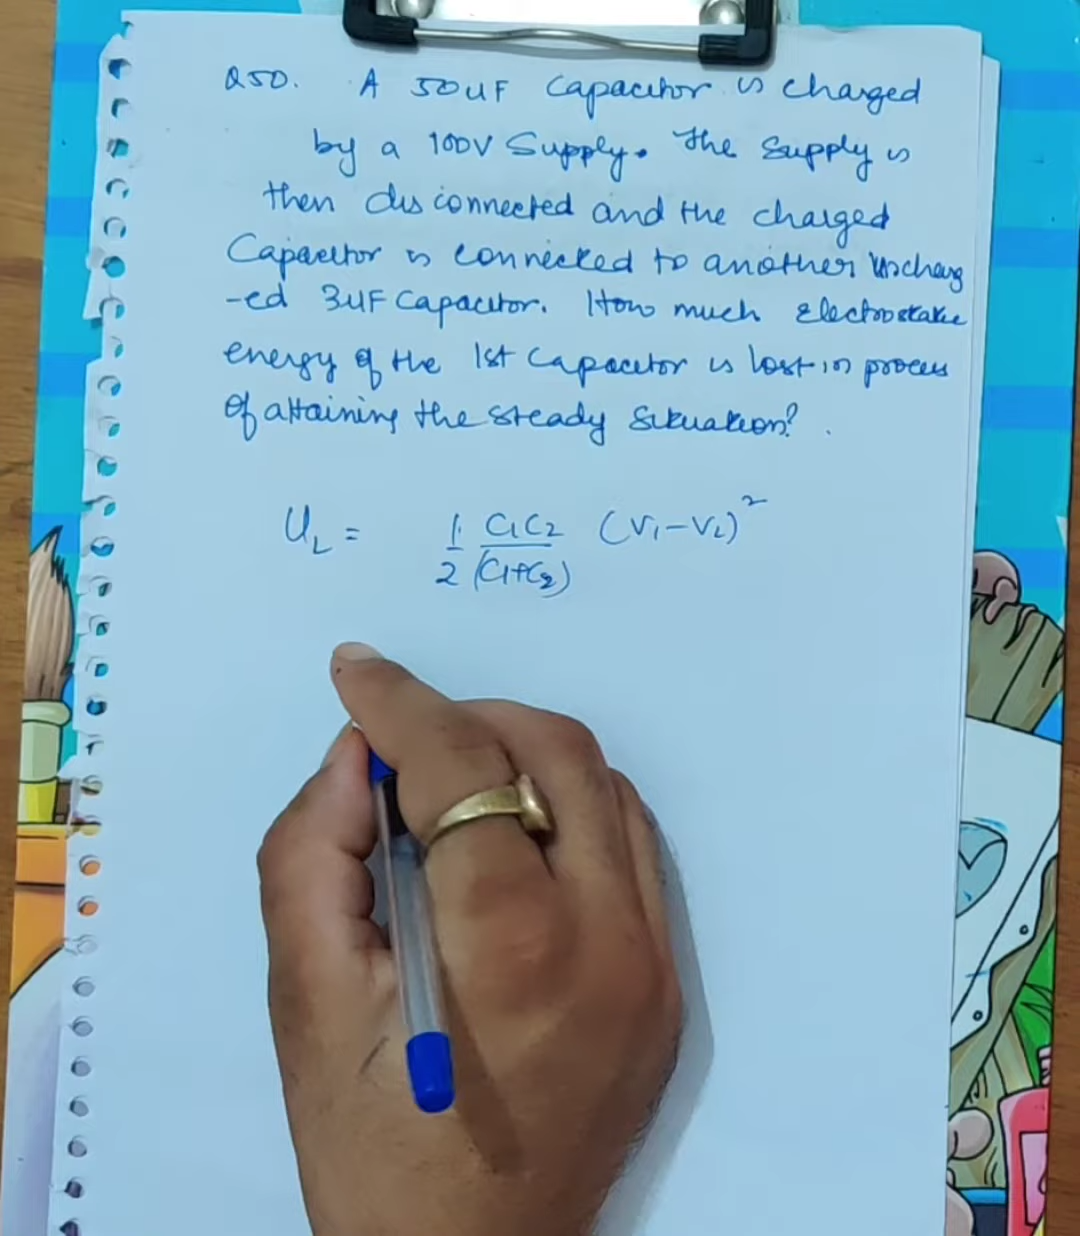 Q50. A 50uF Capacitor is charged
by a 100V Supply. The Supply is
then disconnected and the charged
Capacitor is connected to another Uncharg
-ed 3uF Capacitor. How much Electrostatic
energy of the 1st Capacitor is lost in process
of attaining the steady situation?
U_L = 1/2 C1C2/(C1+C2) (V1-V2)^2